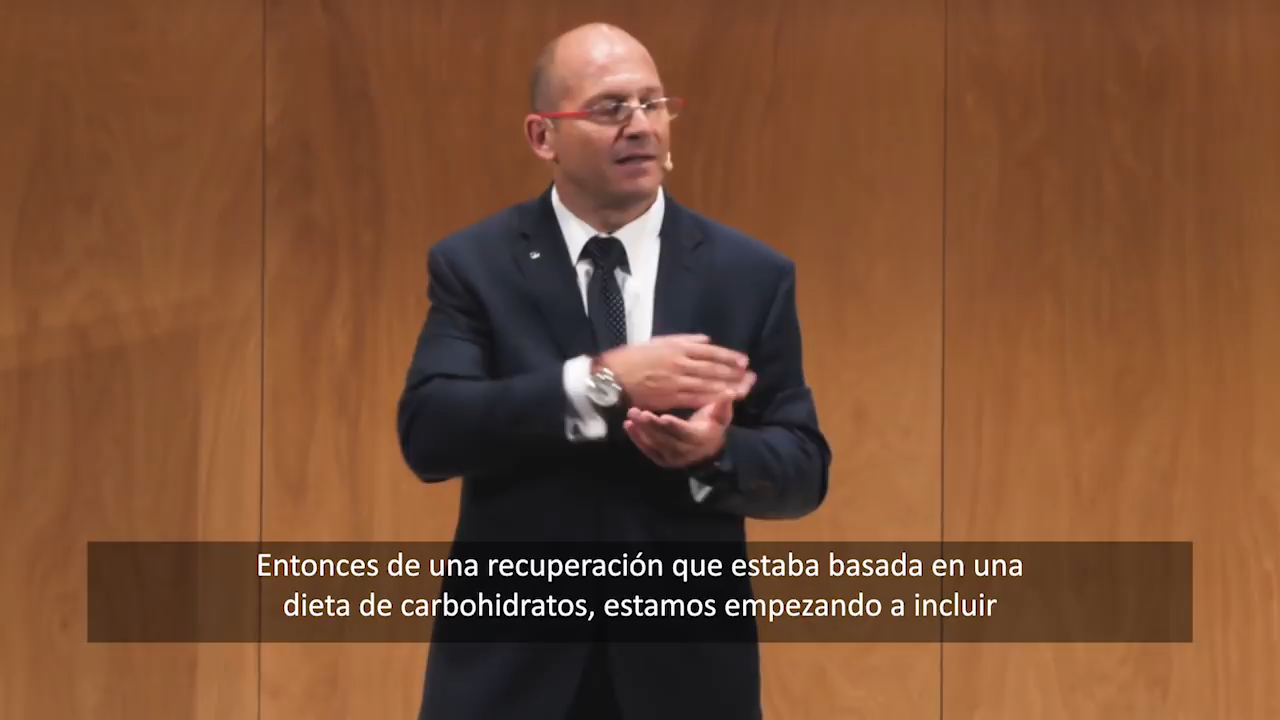 Entonces de una recuperación que estaba basada en una
dieta de carbohidratos, estamos empezando a incluir